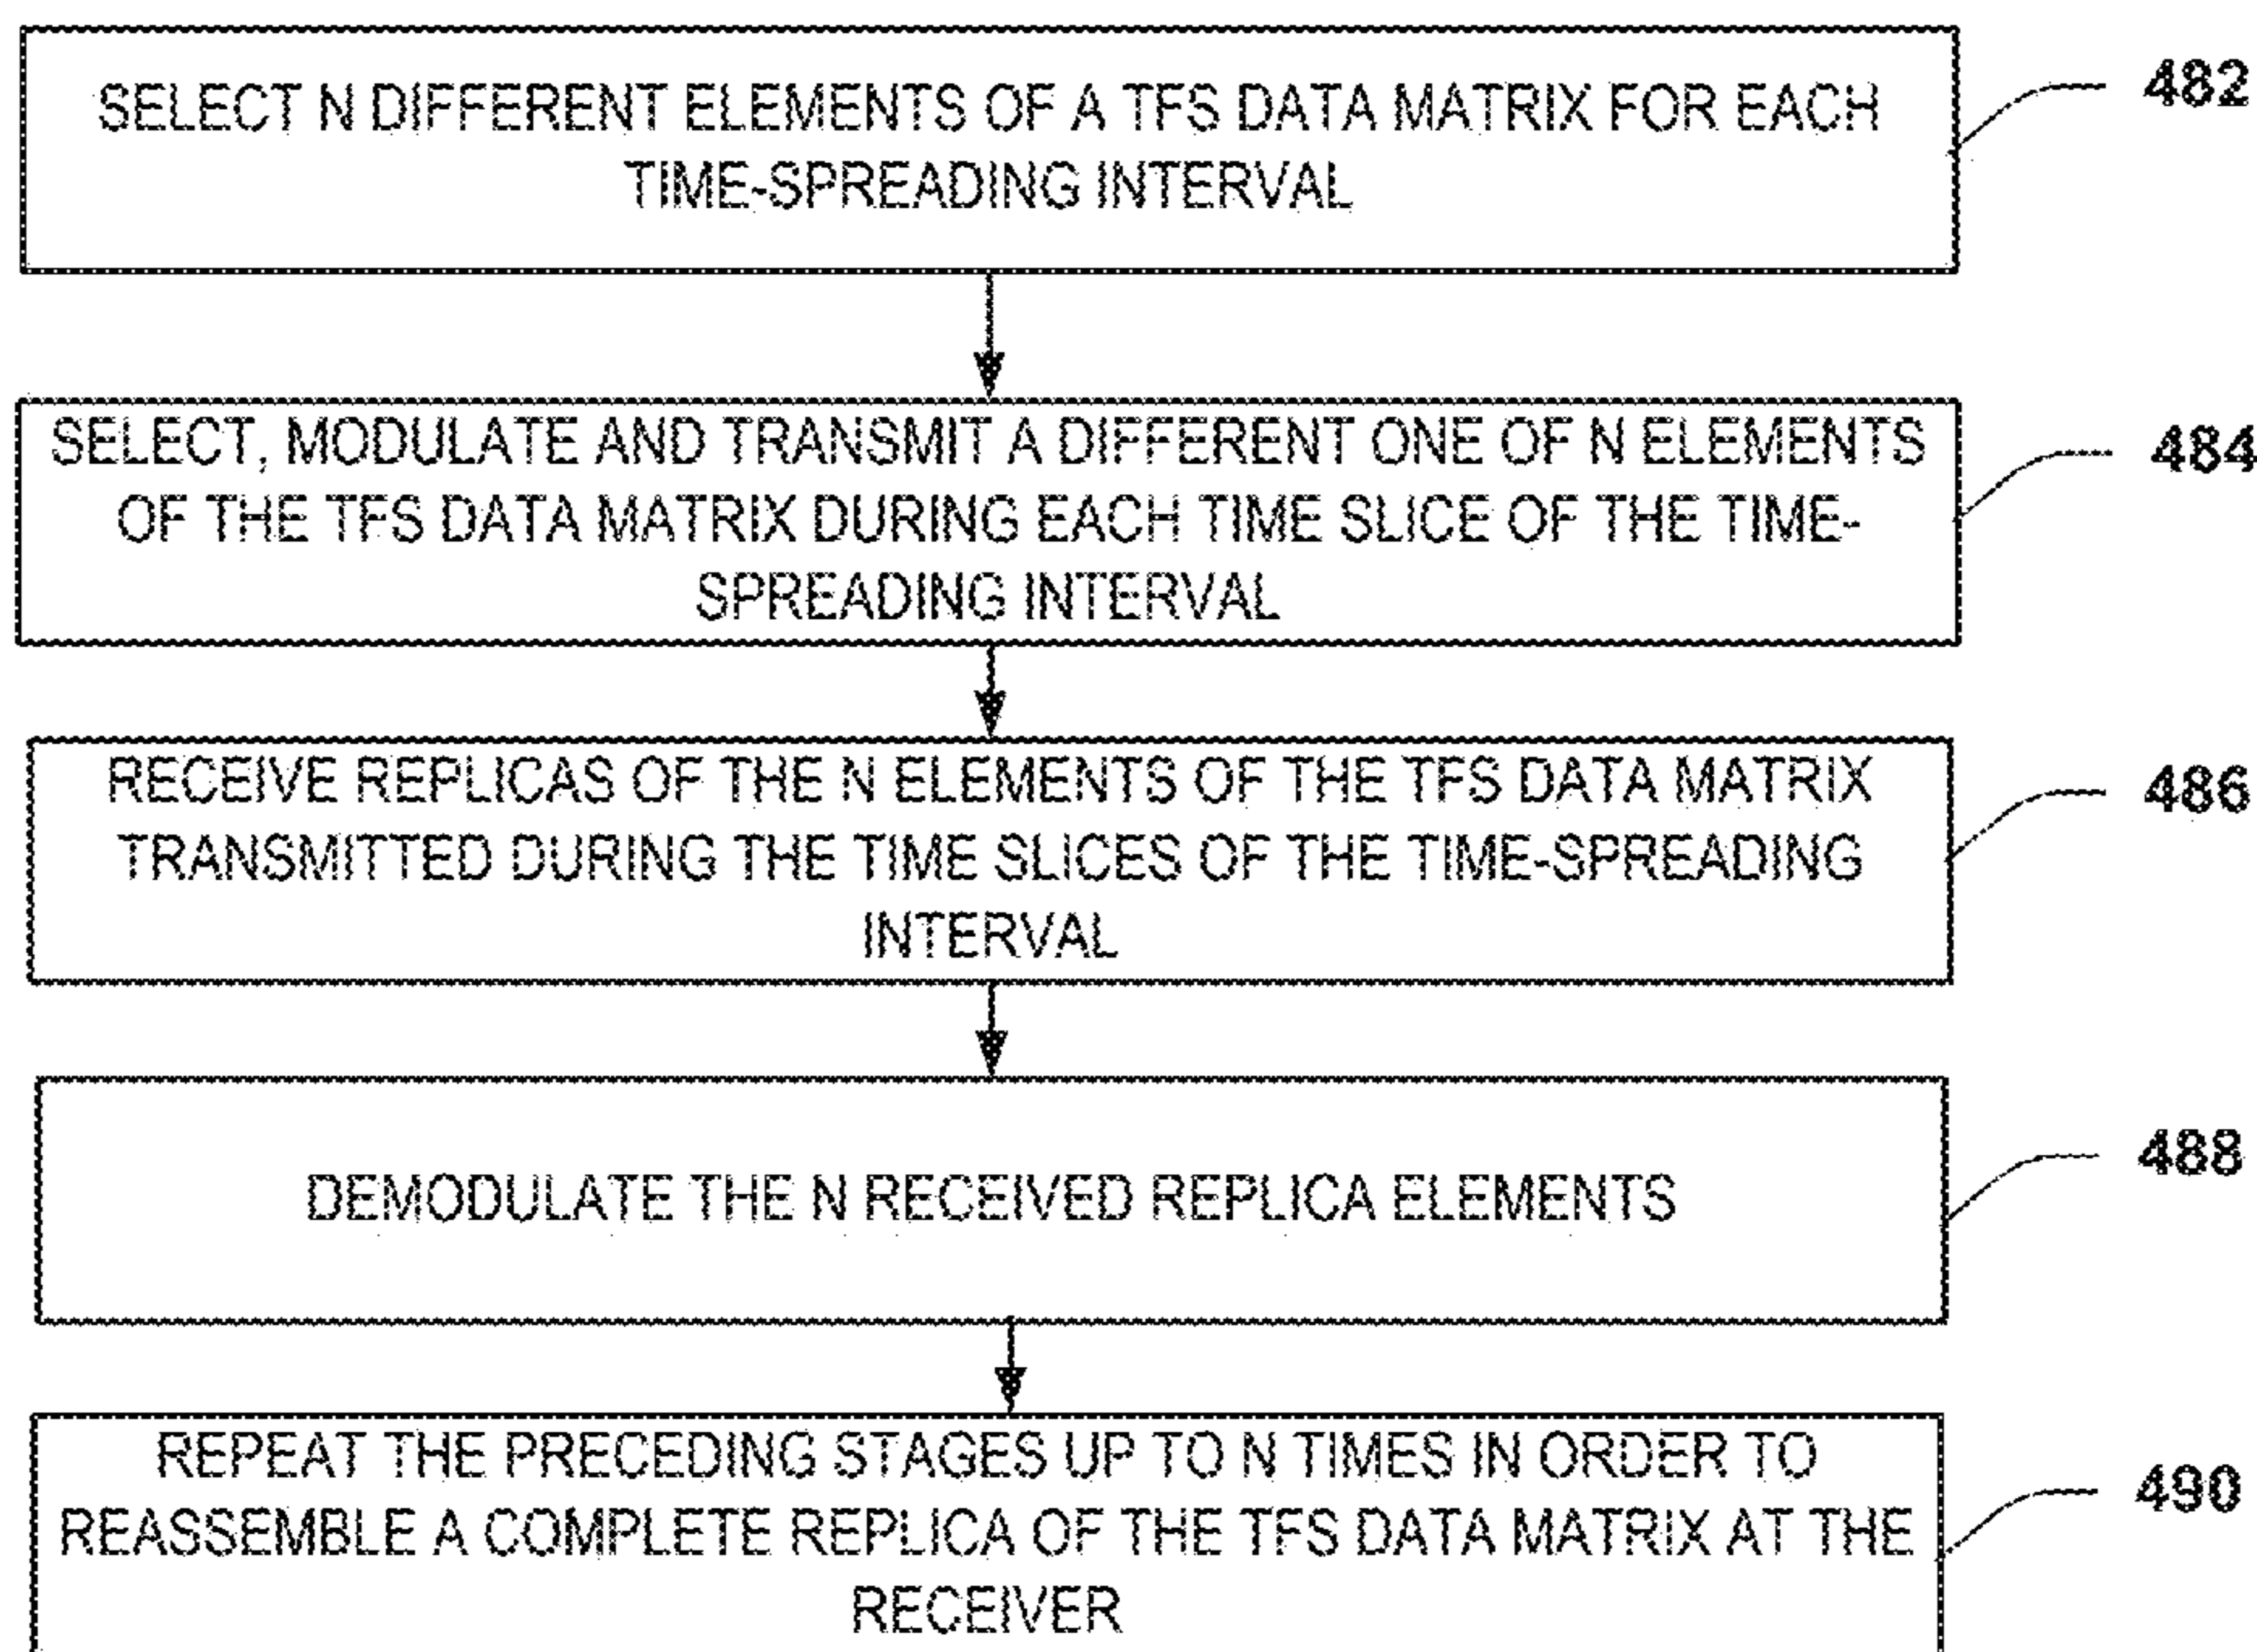 SELECT N DIFFERENT ELEMENTS OF A TFS DATA MATRIX FOR EACH
TIME-SPREADING INTERVAL
482
SELECT, MODULATE AND TRANSMIT A DIFFERENT ONE OF N ELEMENTS
OF THE TFS DATA MATRIX DURING EACH TIME SLICE OF THE TIME-
SPREADING INTERVAL
484
RECEIVE REPLICAS OF THE N ELEMENTS OF THE TFS DATA MATRIX
TRANSMITTED DURING THE TIME SLICES OF THE TIME-SPREADING
INTERVAL
486
DEMODULATE THE N RECEIVED REPLICA ELEMENTS
488
REPEAT THE PRECEDING STAGES UP TO N TIMES IN ORDER TO
REASSEMBLE A COMPLETE REPLICA OF THE TFS DATA MATRIX AT THE
RECEIVER
490